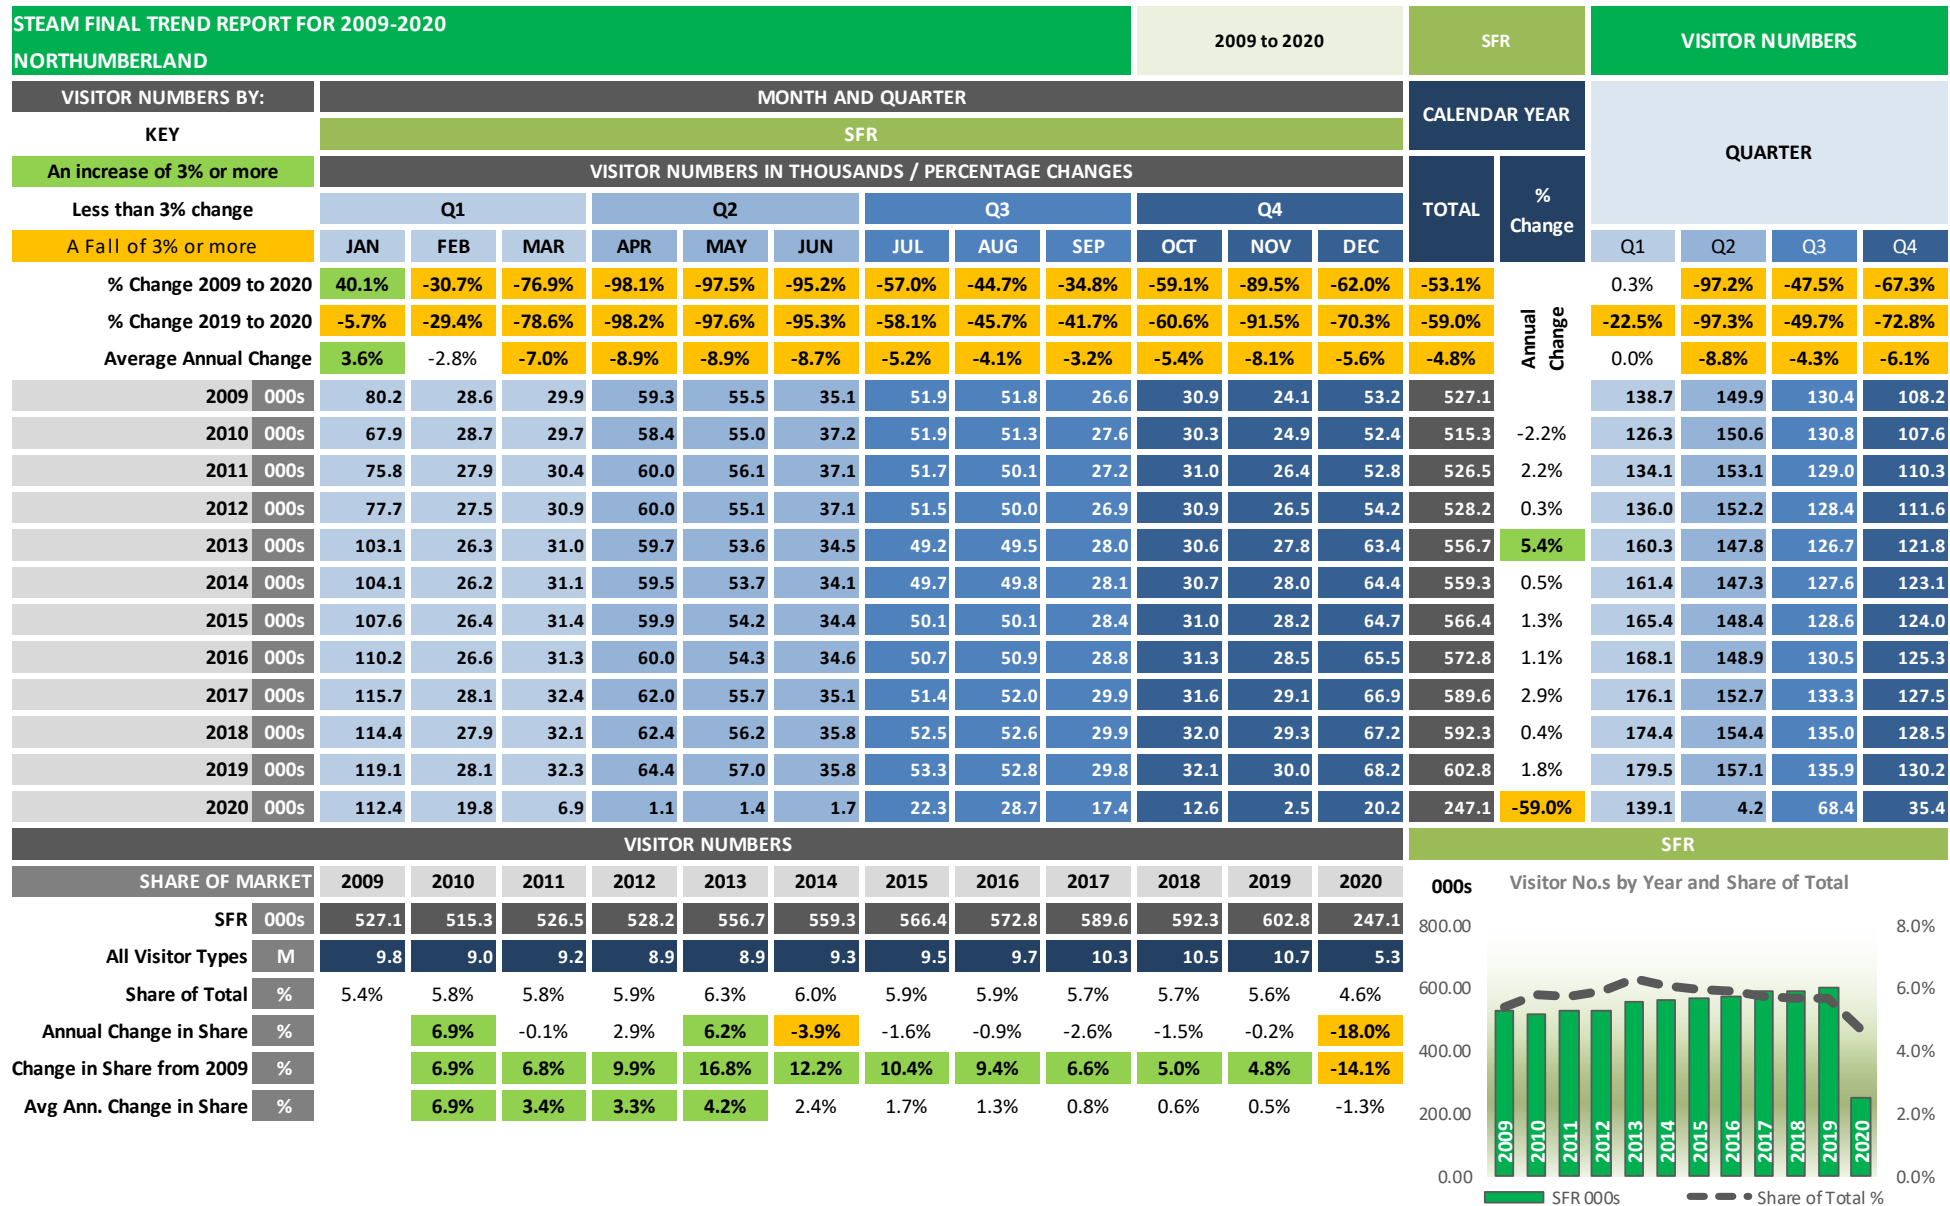 STEAM FINAL TREND REPORT FOR 2009-2020
NORTHUMBERLAND
2009 to 2020
SFR
VISITOR NUMBERS
VISITOR NUMBERS BY:
MONTH AND QUARTER
CALENDAR YEAR
QUARTER
KEY
SFR
An increase of 3% or more
VISITOR NUMBERS IN THOUSANDS / PERCENTAGE CHANGES
TOTAL
% Change
Less than 3% change
Q1 Q2 Q3 Q4
A Fall of 3% or more
JAN FEB MAR APR MAY JUN JUL AUG SEP OCT NOV DEC Q1 Q2 Q3 Q4
% Change 2009 to 2020 40.1% -30.7% -76.9% -98.1% -97.5% -95.2% -57.0% -44.7% -34.8% -59.1% -89.5% -62.0% -53.1% 0.3% -97.2% -47.5% -67.3%
% Change 2019 to 2020 -5.7% -29.4% -78.6% -98.2% -97.6% -95.3% -58.1% -45.7% -41.7% -60.6% -91.5% -70.3% -59.0% -22.5% -97.3% -49.7% -72.8%
Average Annual Change 3.6% -2.8% -7.0% -8.9% -8.9% -8.7% -5.2% -4.1% -3.2% -5.4% -8.1% -5.6% -4.8% 0.0% -8.8% -4.3% -6.1%
Annual Change
2009 000s 80.2 28.6 29.9 59.3 55.5 35.1 51.9 51.8 26.6 30.9 24.1 53.2 527.1 138.7 149.9 130.4 108.2
2010 000s 67.9 28.7 29.7 58.4 55.0 37.2 51.9 51.3 27.6 30.3 24.9 52.4 515.3 -2.2% 126.3 150.6 130.8 107.6
2011 000s 75.8 27.9 30.4 60.0 56.1 37.1 51.7 50.1 27.2 31.0 26.4 52.8 526.5 2.2% 134.1 153.1 129.0 110.3
2012 000s 77.7 27.5 30.9 60.0 55.1 37.1 51.5 50.0 26.9 30.9 26.5 54.2 528.2 0.3% 136.0 152.2 128.4 111.6
2013 000s 103.1 26.3 31.0 59.7 53.6 34.5 49.2 49.5 28.0 30.6 27.8 63.4 556.7 5.4% 160.3 147.8 126.7 121.8
2014 000s 104.1 26.2 31.1 59.5 53.7 34.1 49.7 49.8 28.1 30.7 28.0 64.4 559.3 0.5% 161.4 147.3 127.6 123.1
2015 000s 107.6 26.4 31.4 59.9 54.2 34.4 50.1 50.1 28.4 31.0 28.2 64.7 566.4 1.3% 165.4 148.4 128.6 124.0
2016 000s 110.2 26.6 31.3 60.0 54.3 34.6 50.7 50.9 28.8 31.3 28.5 65.5 572.8 1.1% 168.1 148.9 130.5 125.3
2017 000s 115.7 28.1 32.4 62.0 55.7 35.1 51.4 52.0 29.9 31.6 29.1 66.9 589.6 2.9% 176.1 152.7 133.3 127.5
2018 000s 114.4 27.9 32.1 62.4 56.2 35.8 52.5 52.6 29.9 32.0 29.3 67.2 592.3 0.4% 174.4 154.4 135.0 128.5
2019 000s 119.1 28.1 32.3 64.4 57.0 35.8 53.3 52.8 29.8 32.1 30.0 68.2 602.8 1.8% 179.5 157.1 135.9 130.2
2020 000s 112.4 19.8 6.9 1.1 1.4 1.7 22.3 28.7 17.4 12.6 2.5 20.2 247.1 -59.0% 139.1 4.2 68.4 35.4
VISITOR NUMBERS
SHARE OF MARKET 2009 2010 2011 2012 2013 2014 2015 2016 2017 2018 2019 2020
SFR 000s 527.1 515.3 526.5 528.2 556.7 559.3 566.4 572.8 589.6 592.3 602.8 247.1
All Visitor Types M 9.8 9.0 9.2 8.9 8.9 9.3 9.5 9.7 10.3 10.5 10.7 5.3
Share of Total % 5.4% 5.8% 5.8% 5.9% 6.3% 6.0% 5.9% 5.9% 5.7% 5.7% 5.6% 4.6%
Annual Change in Share % 6.9% -0.1% 2.9% 6.2% -3.9% -1.6% -0.9% -2.6% -1.5% -0.2% -18.0%
Change in Share from 2009 % 6.9% 6.8% 9.9% 16.8% 12.2% 10.4% 9.4% 6.6% 5.0% 4.8% -14.1%
Avg Ann. Change in Share % 6.9% 3.4% 3.3% 4.2% 2.4% 1.7% 1.3% 0.8% 0.6% 0.5% -1.3%
SFR
000s Visitor No.s by Year and Share of Total
800.00 8.0%
600.00 6.0%
400.00 4.0%
200.00 2.0%
0.00 0.0%
2009 2010 2011 2012 2013 2014 2015 2016 2017 2018 2019 2020
SFR 000s Share of Total %